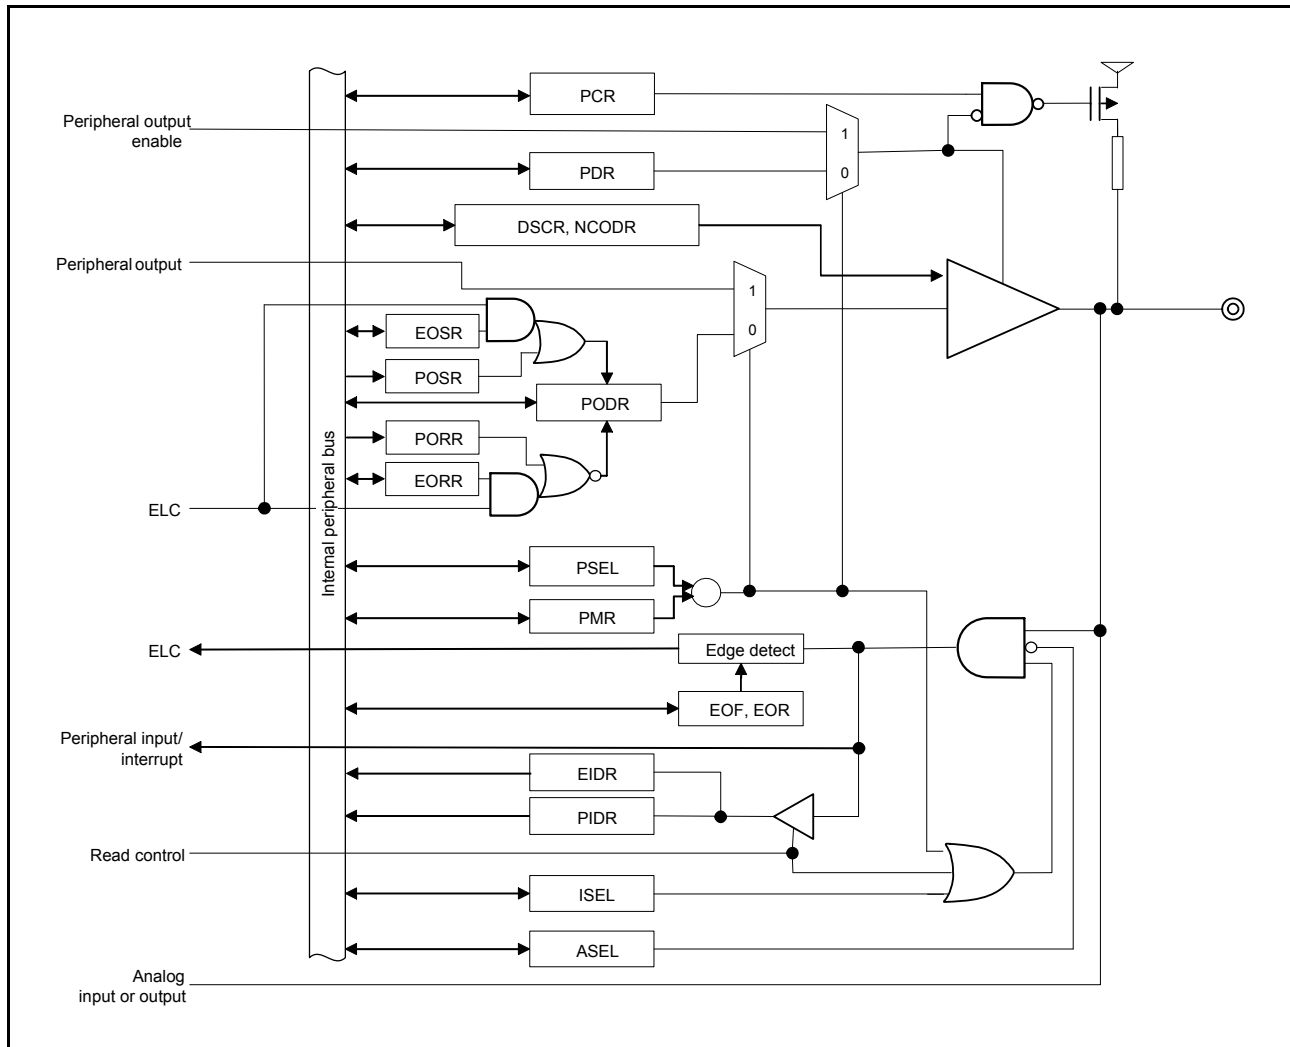 PCR
Peripheral output
enable
1
PDR
0
DSCR, NCODR
Peripheral output
1
EOSR
0
POSR
PODR
PORR
EORR
ELC
Internal peripheral bus
PSEL
PMR
ELC
Edge detect
EOF, EOR
Peripheral input/
interrupt
EIDR
PIDR
Read control
ISEL
ASEL
Analog
input or output